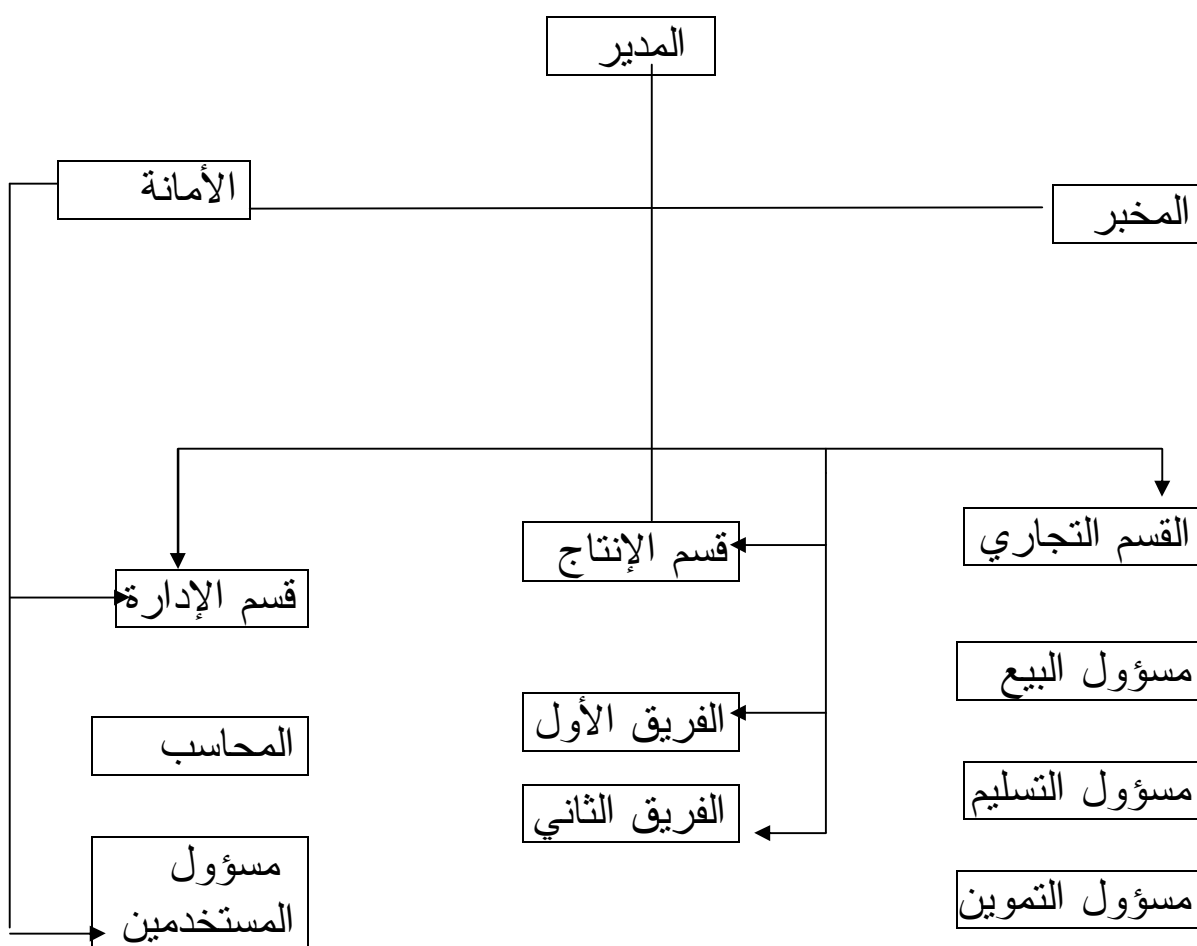 المدير
المخبر
الأمانة
القسم التجاري
قسم الإنتاج
قسم الإدارة
مسؤول البيع
الفريق الأول
المحاسب
مسؤول التسليم
الفريق الثاني
مسؤول التموين
مسؤول
المستخدمين